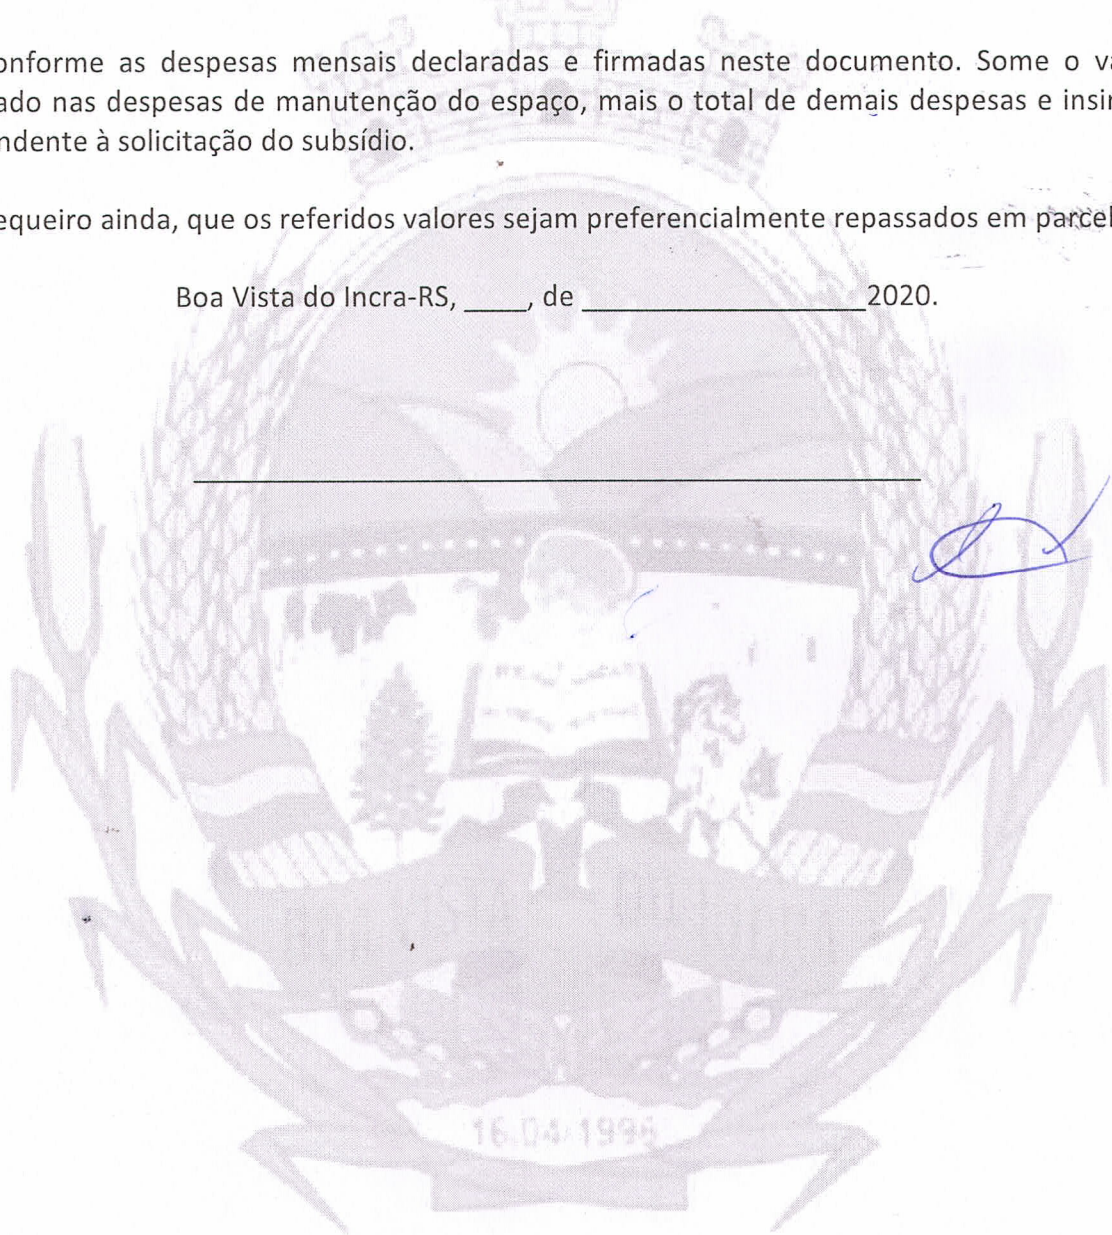 onforme as despesas mensais declaradas e firmadas neste documento. Some o va
ado nas despesas de manutenção do espaço, mais o total de demais despesas e insir
ndente à solicitação do subsídio.
equeiro ainda, que os referidos valores sejam preferencialmente repassados em parcel
Boa Vista do Incra-RS, ____, de ___________________2020.
16.04.1996